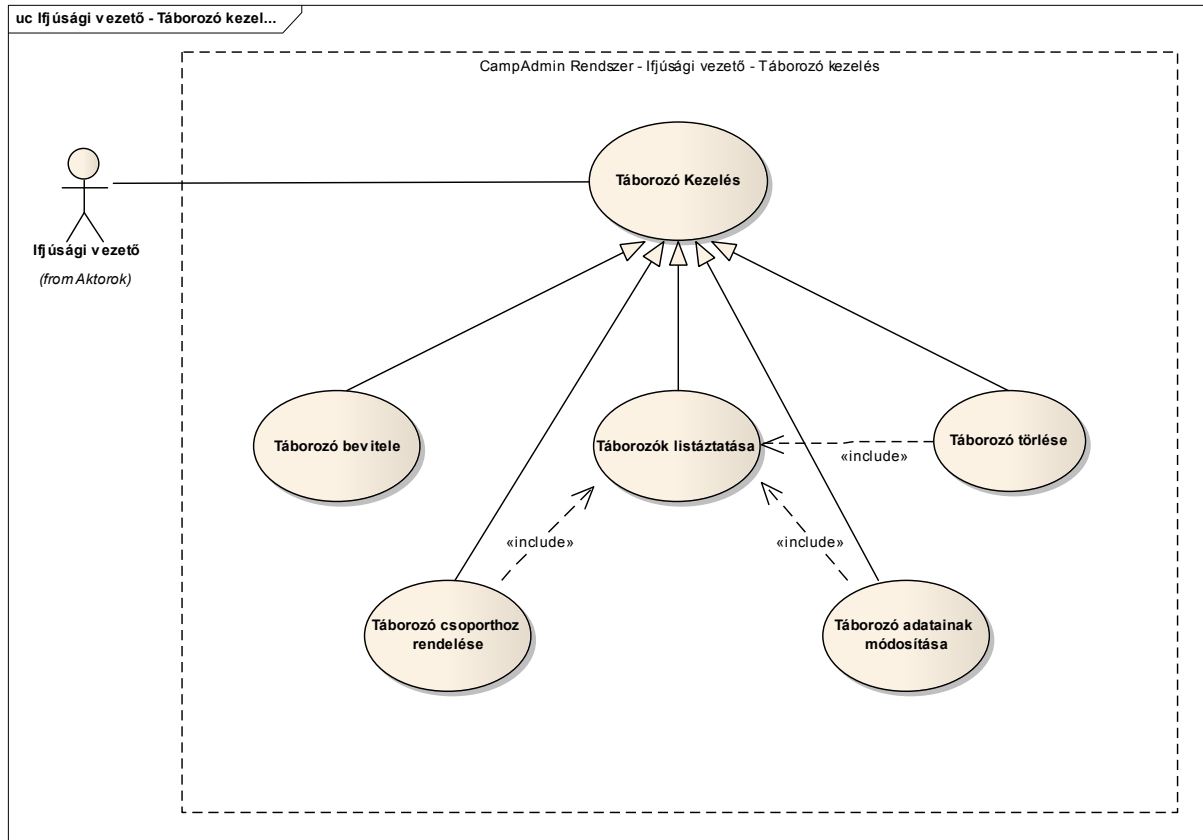 uc Ifjúsági vezető - Táborozó kezel...
CampAdmin Rendszer - Ifjúsági vezető - Táborozó kezelés
Táborozó Kezelés
Ifjúsági vezető
(from Aktorok)
Táborozó bevitele
Táborozók listáztatása
Táborozó törlése
«include»
«include»
«include»
Táborozó csoporthoz
rendelése
Táborozó adatainak
módosítása